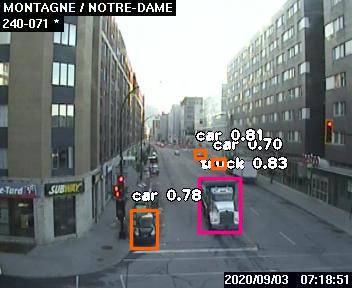 MONTAGNE / NOTRE-DAME
240-071 *
car 0.81
car 0.70
truck 0.83
car 0.78
e-Tard
SUBWAY
2020/09/03 07:18:51